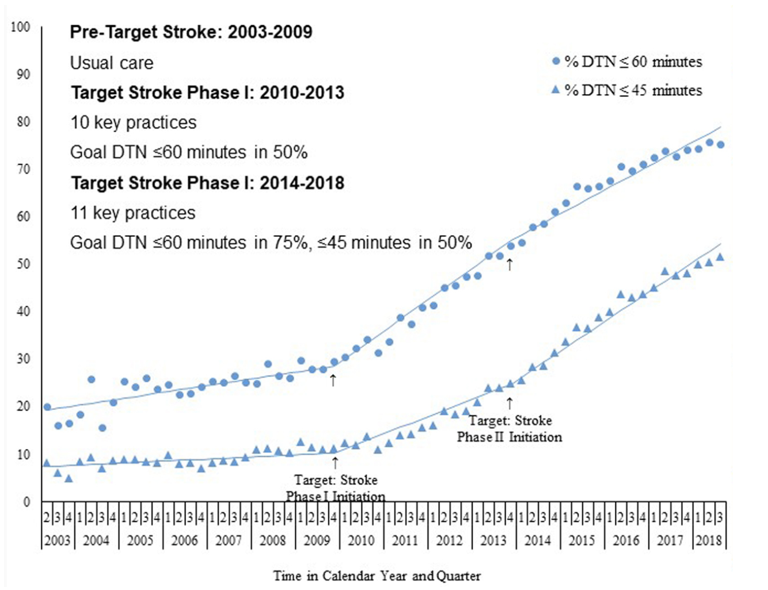 100
Pre-Target Stroke: 2003-2009
Usual care
Target Stroke Phase I: 2010-2013
10 key practices
Goal DTN ≤60 minutes in 50%
Target Stroke Phase I: 2014-2018
11 key practices
Goal DTN ≤60 minutes in 75%, ≤45 minutes in 50%
% DTN ≤ 60 minutes
% DTN ≤ 45 minutes
90
80
70
60
50
40
30
20
10
0
Target: Stroke
Phase II Initiation
Target: Stroke
Phase I Initiation
2 3 4 1 2 3 4 1 2 3 4 1 2 3 4 1 2 3 4 1 2 3 4 1 2 3 4 1 2 3 4 1 2 3 4 1 2 3 4 1 2 3 4 1 2 3 4 1 2 3 4 1 2 3 4 1 2 3 4 1 2 3
2003 2004 2005 2006 2007 2008 2009 2010 2011 2012 2013 2014 2015 2016 2017 2018
Time in Calendar Year and Quarter